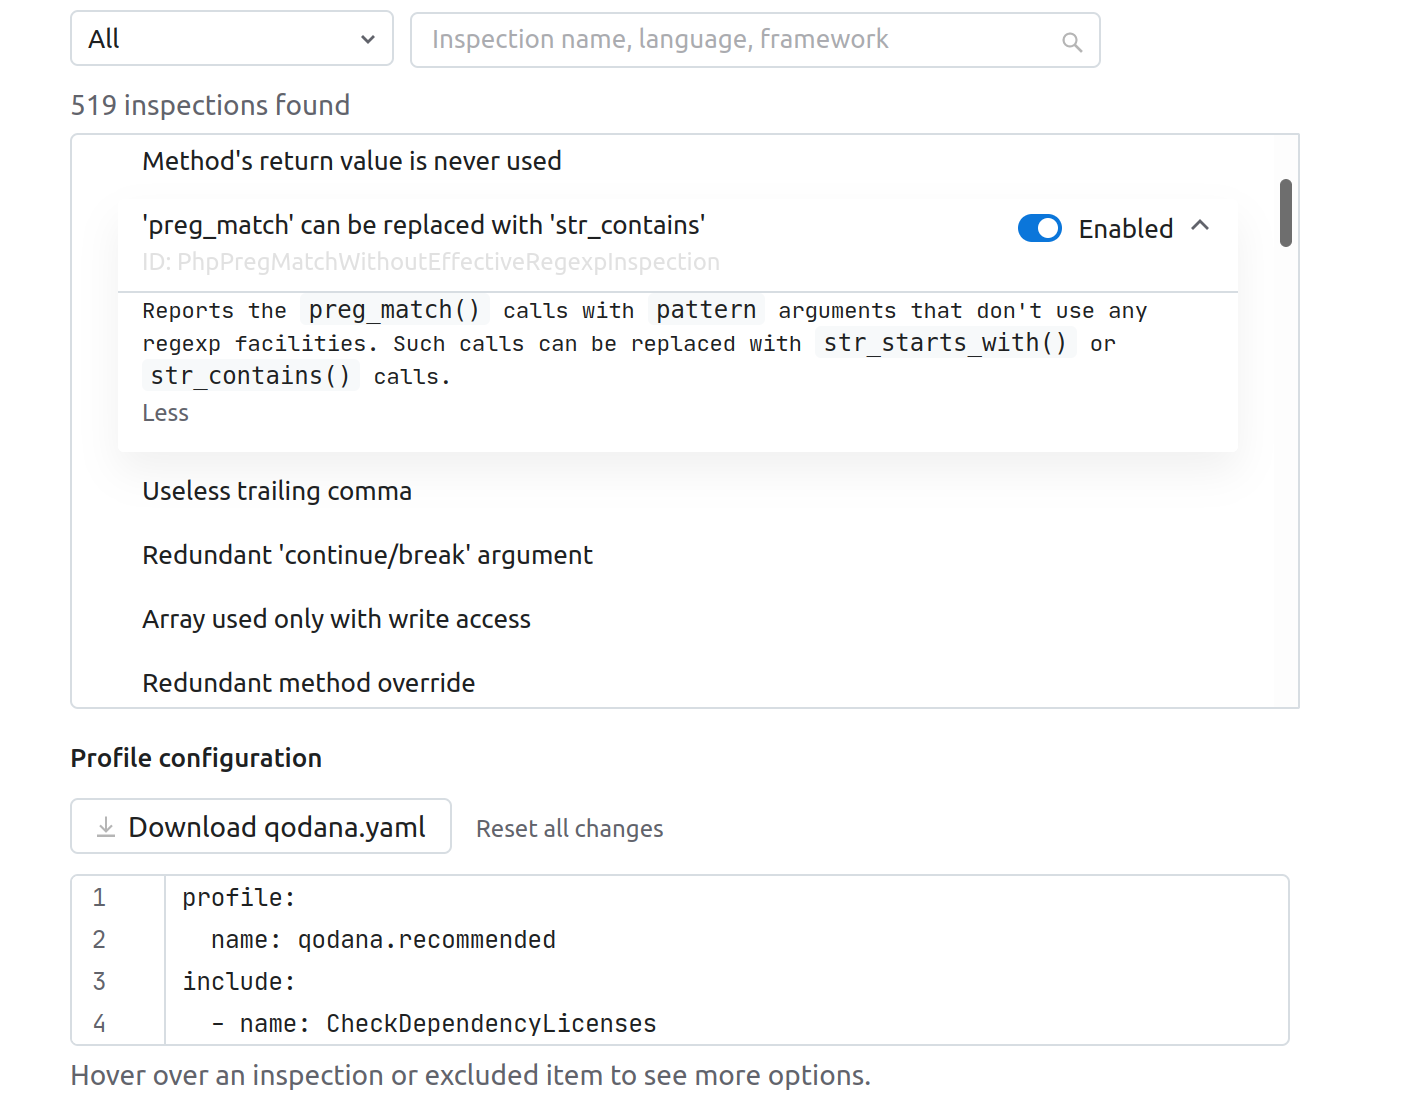 All
Inspection name, language, framework
519 inspections found
Method's return value is never used
'preg_match' can be replaced with 'str_contains'
Enabled
ID: PhpPregMatchWithoutEffectiveRegexpInspection
Reports the preg_match() calls with pattern arguments that don't use any
regexp facilities. Such calls can be replaced with str_starts_with() or
str_contains() calls.
Less
Useless trailing comma
Redundant 'continue/break' argument
Array used only with write access
Redundant method override
Profile configuration
Download qodana.yaml
Reset all changes
1 profile:
2   name: qodana.recommended
3 include:
4   - name: CheckDependencyLicenses
Hover over an inspection or excluded item to see more options.